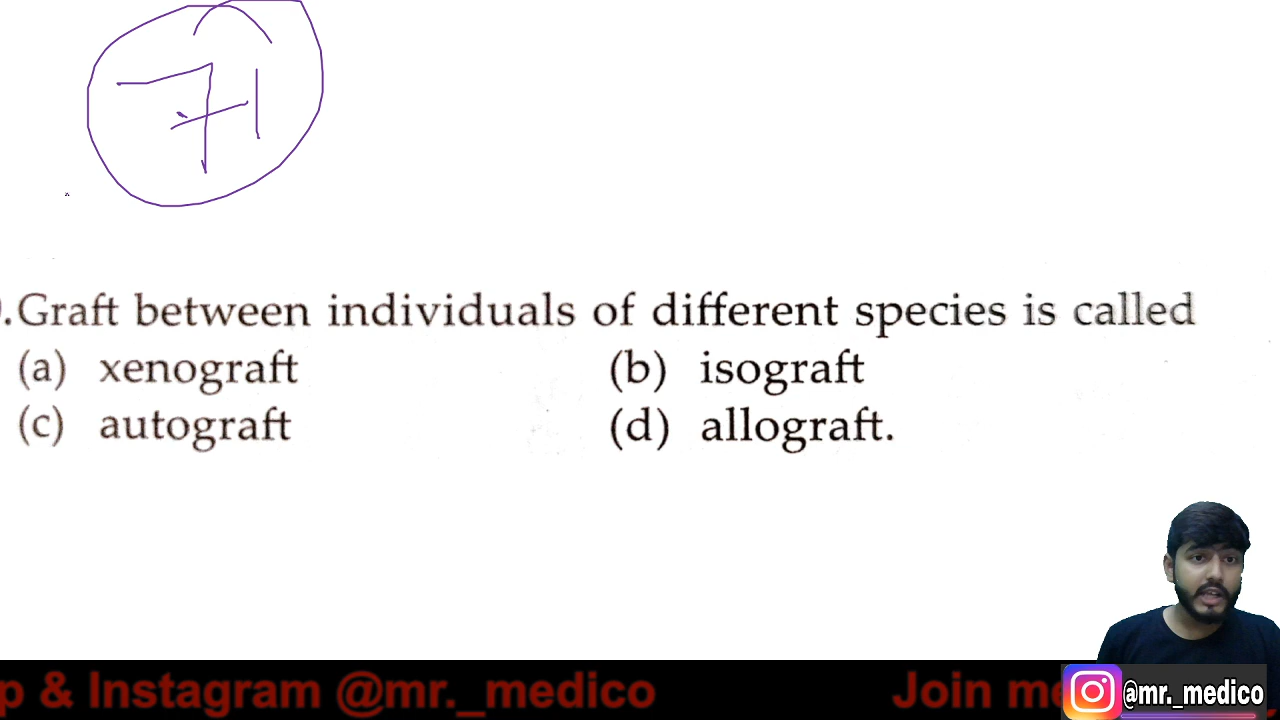 71
.Graft between individuals of different species is called
(a) xenograft (b) isograft
(c) autograft (d) allograft.
p & Instagram @mr._medico Join me @mr._medico